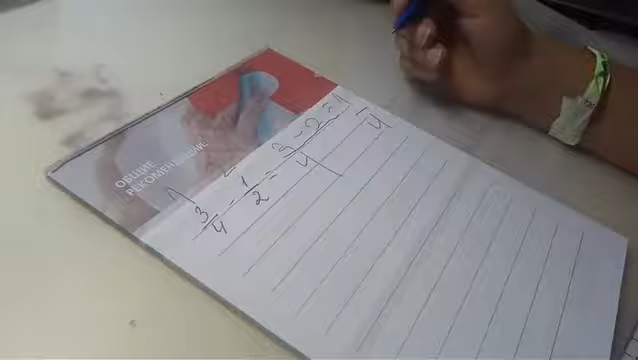 ОБЩИЕ
РЕКОМЕНДАЦИИ:
3/4 - 1/2 = (3 - 2)/4 = 1/4